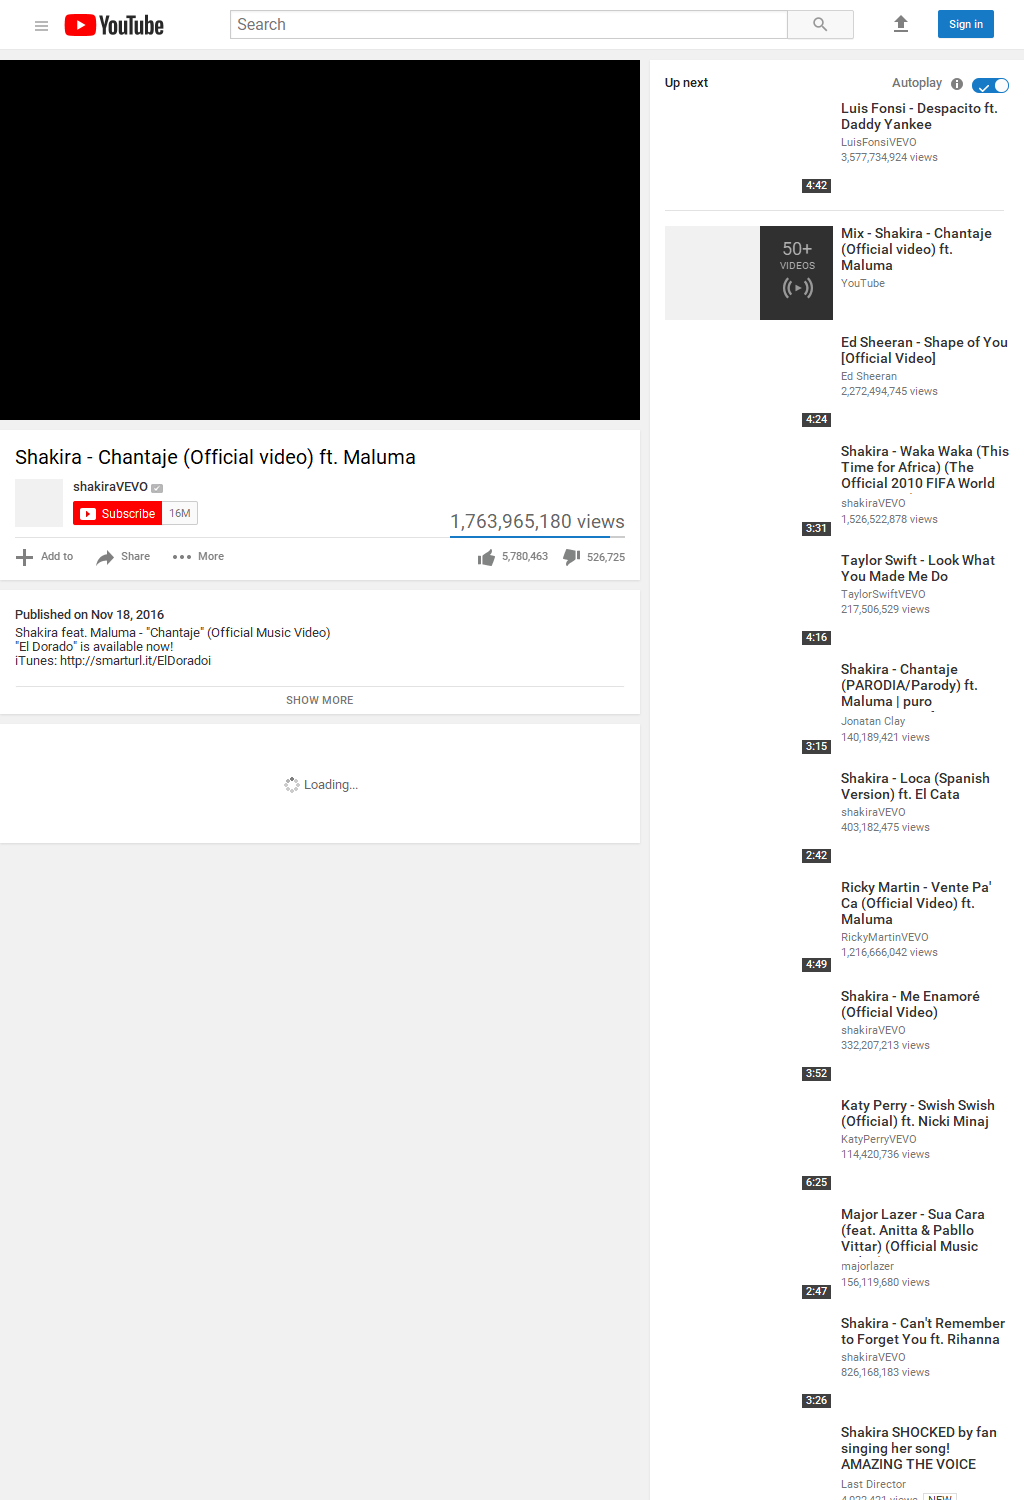 YouTube
Search
Sign in
Up next
Autoplay
Luis Fonsi - Despacito ft.
Daddy Yankee
LuisFonsiVEVO
3,577,734,924 views
4:42
50+
VIDEOS
Mix - Shakira - Chantaje
(Official video) ft.
Maluma
YouTube
Ed Sheeran - Shape of You
[Official Video]
Ed Sheeran
2,272,494,745 views
4:24
Shakira - Chantaje (Official video) ft. Maluma
shakiraVEVO
Subscribe
16M
1,763,965,180 views
Add to
Share
More
5,780,463
526,725
Published on Nov 18, 2016
Shakira feat. Maluma - "Chantaje" (Official Music Video)
"El Dorado" is available now!
iTunes: http://smarturl.it/ElDoradoi
SHOW MORE
Loading...
Shakira - Waka Waka (This
Time for Africa) (The
Official 2010 FIFA World
shakiraVEVO
1,526,522,878 views
3:31
Taylor Swift - Look What
You Made Me Do
TaylorSwiftVEVO
217,506,529 views
4:16
Shakira - Chantaje
(PARODIA/Parody) ft.
Maluma | puro
Jonatan Clay
140,189,421 views
3:15
Shakira - Loca (Spanish
Version) ft. El Cata
shakiraVEVO
403,182,475 views
2:42
Ricky Martin - Vente Pa'
Ca (Official Video) ft.
Maluma
RickyMartinVEVO
1,216,666,042 views
4:49
Shakira - Me Enamoré
(Official Video)
shakiraVEVO
332,207,213 views
3:52
Katy Perry - Swish Swish
(Official) ft. Nicki Minaj
KatyPerryVEVO
114,420,736 views
6:25
Major Lazer - Sua Cara
(feat. Anitta & Pabllo
Vittar) (Official Music
majorlazer
156,119,680 views
2:47
Shakira - Can't Remember
to Forget You ft. Rihanna
shakiraVEVO
826,168,183 views
3:26
Shakira SHOCKED by fan
singing her song!
AMAZING THE VOICE
Last Director
views
NEW